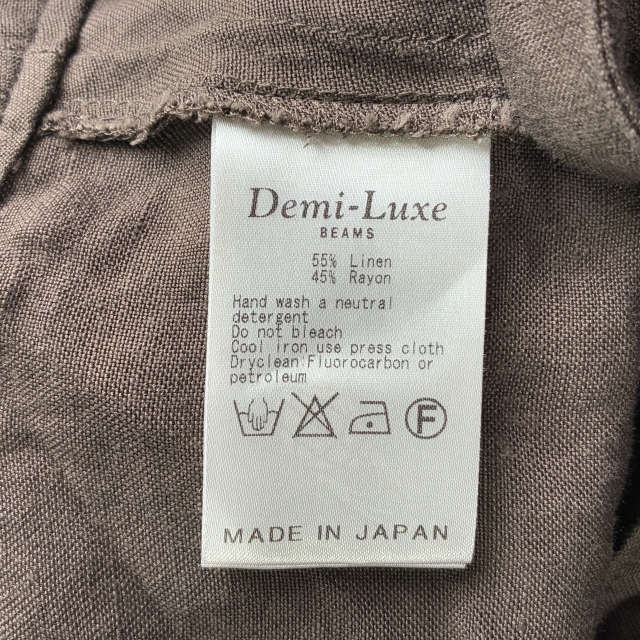 Demi-Luxe
BEAMS
55% Linen
45% Rayon
Hand wash a neutral
detergent
Do not bleach
Cool iron use press cloth
Dryclean Fluorocarbon or
petroleum
F
MADE IN JAPAN